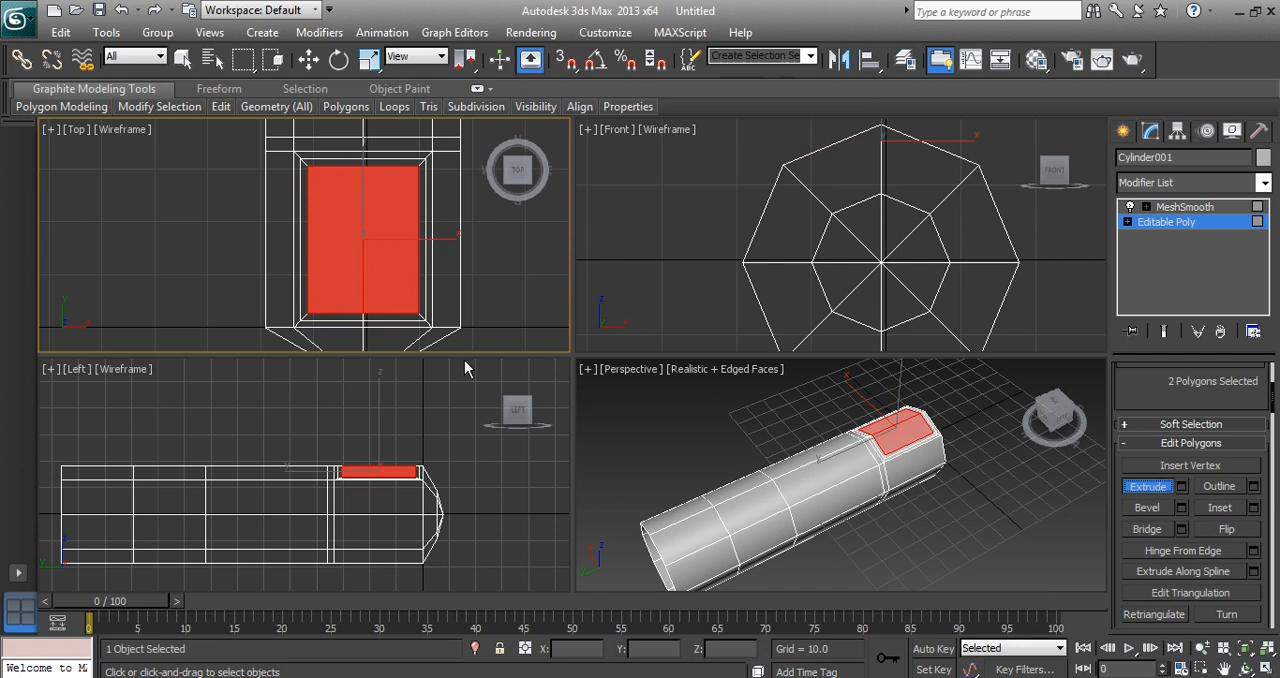 Workspace: Default
Autodesk 3ds Max 2013 x64 Untitled
Type a keyword or phrase
Edit Tools Group Views Create Modifiers Animation Graph Editors Rendering Customize MAXScript Help
All
View
3
Create Selection Se
Graphite Modeling Tools Freeform Selection Object Paint
Polygon Modeling Modify Selection Edit Geometry (All) Polygons Loops Tris Subdivision Visibility Align Properties
[+] [Top] [Wireframe]
TOP
[+] [Front] [Wireframe]
FRONT
[+] [Left] [Wireframe]
LEFT
[+] [Perspective] [Realistic + Edged Faces]
Cylinder001
Modifier List
MeshSmooth
Editable Poly
2 Polygons Selected
+ Soft Selection
- Edit Polygons
Insert Vertex
Extrude Outline
Bevel Inset
Bridge Flip
Hinge From Edge
Extrude Along Spline
Edit Triangulation
Retriangulate Turn
< 0 / 100 >
0 5 10 15 20 25 30 35 40 45 50 55 60 65 70 75 80 85 90 95 100
1 Object Selected
X: Y: Z:
Grid = 10.0
Auto Key Selected
Welcome to M
Click or click-and-drag to select objects
Add Time Tag
Set Key Key Filters...
0